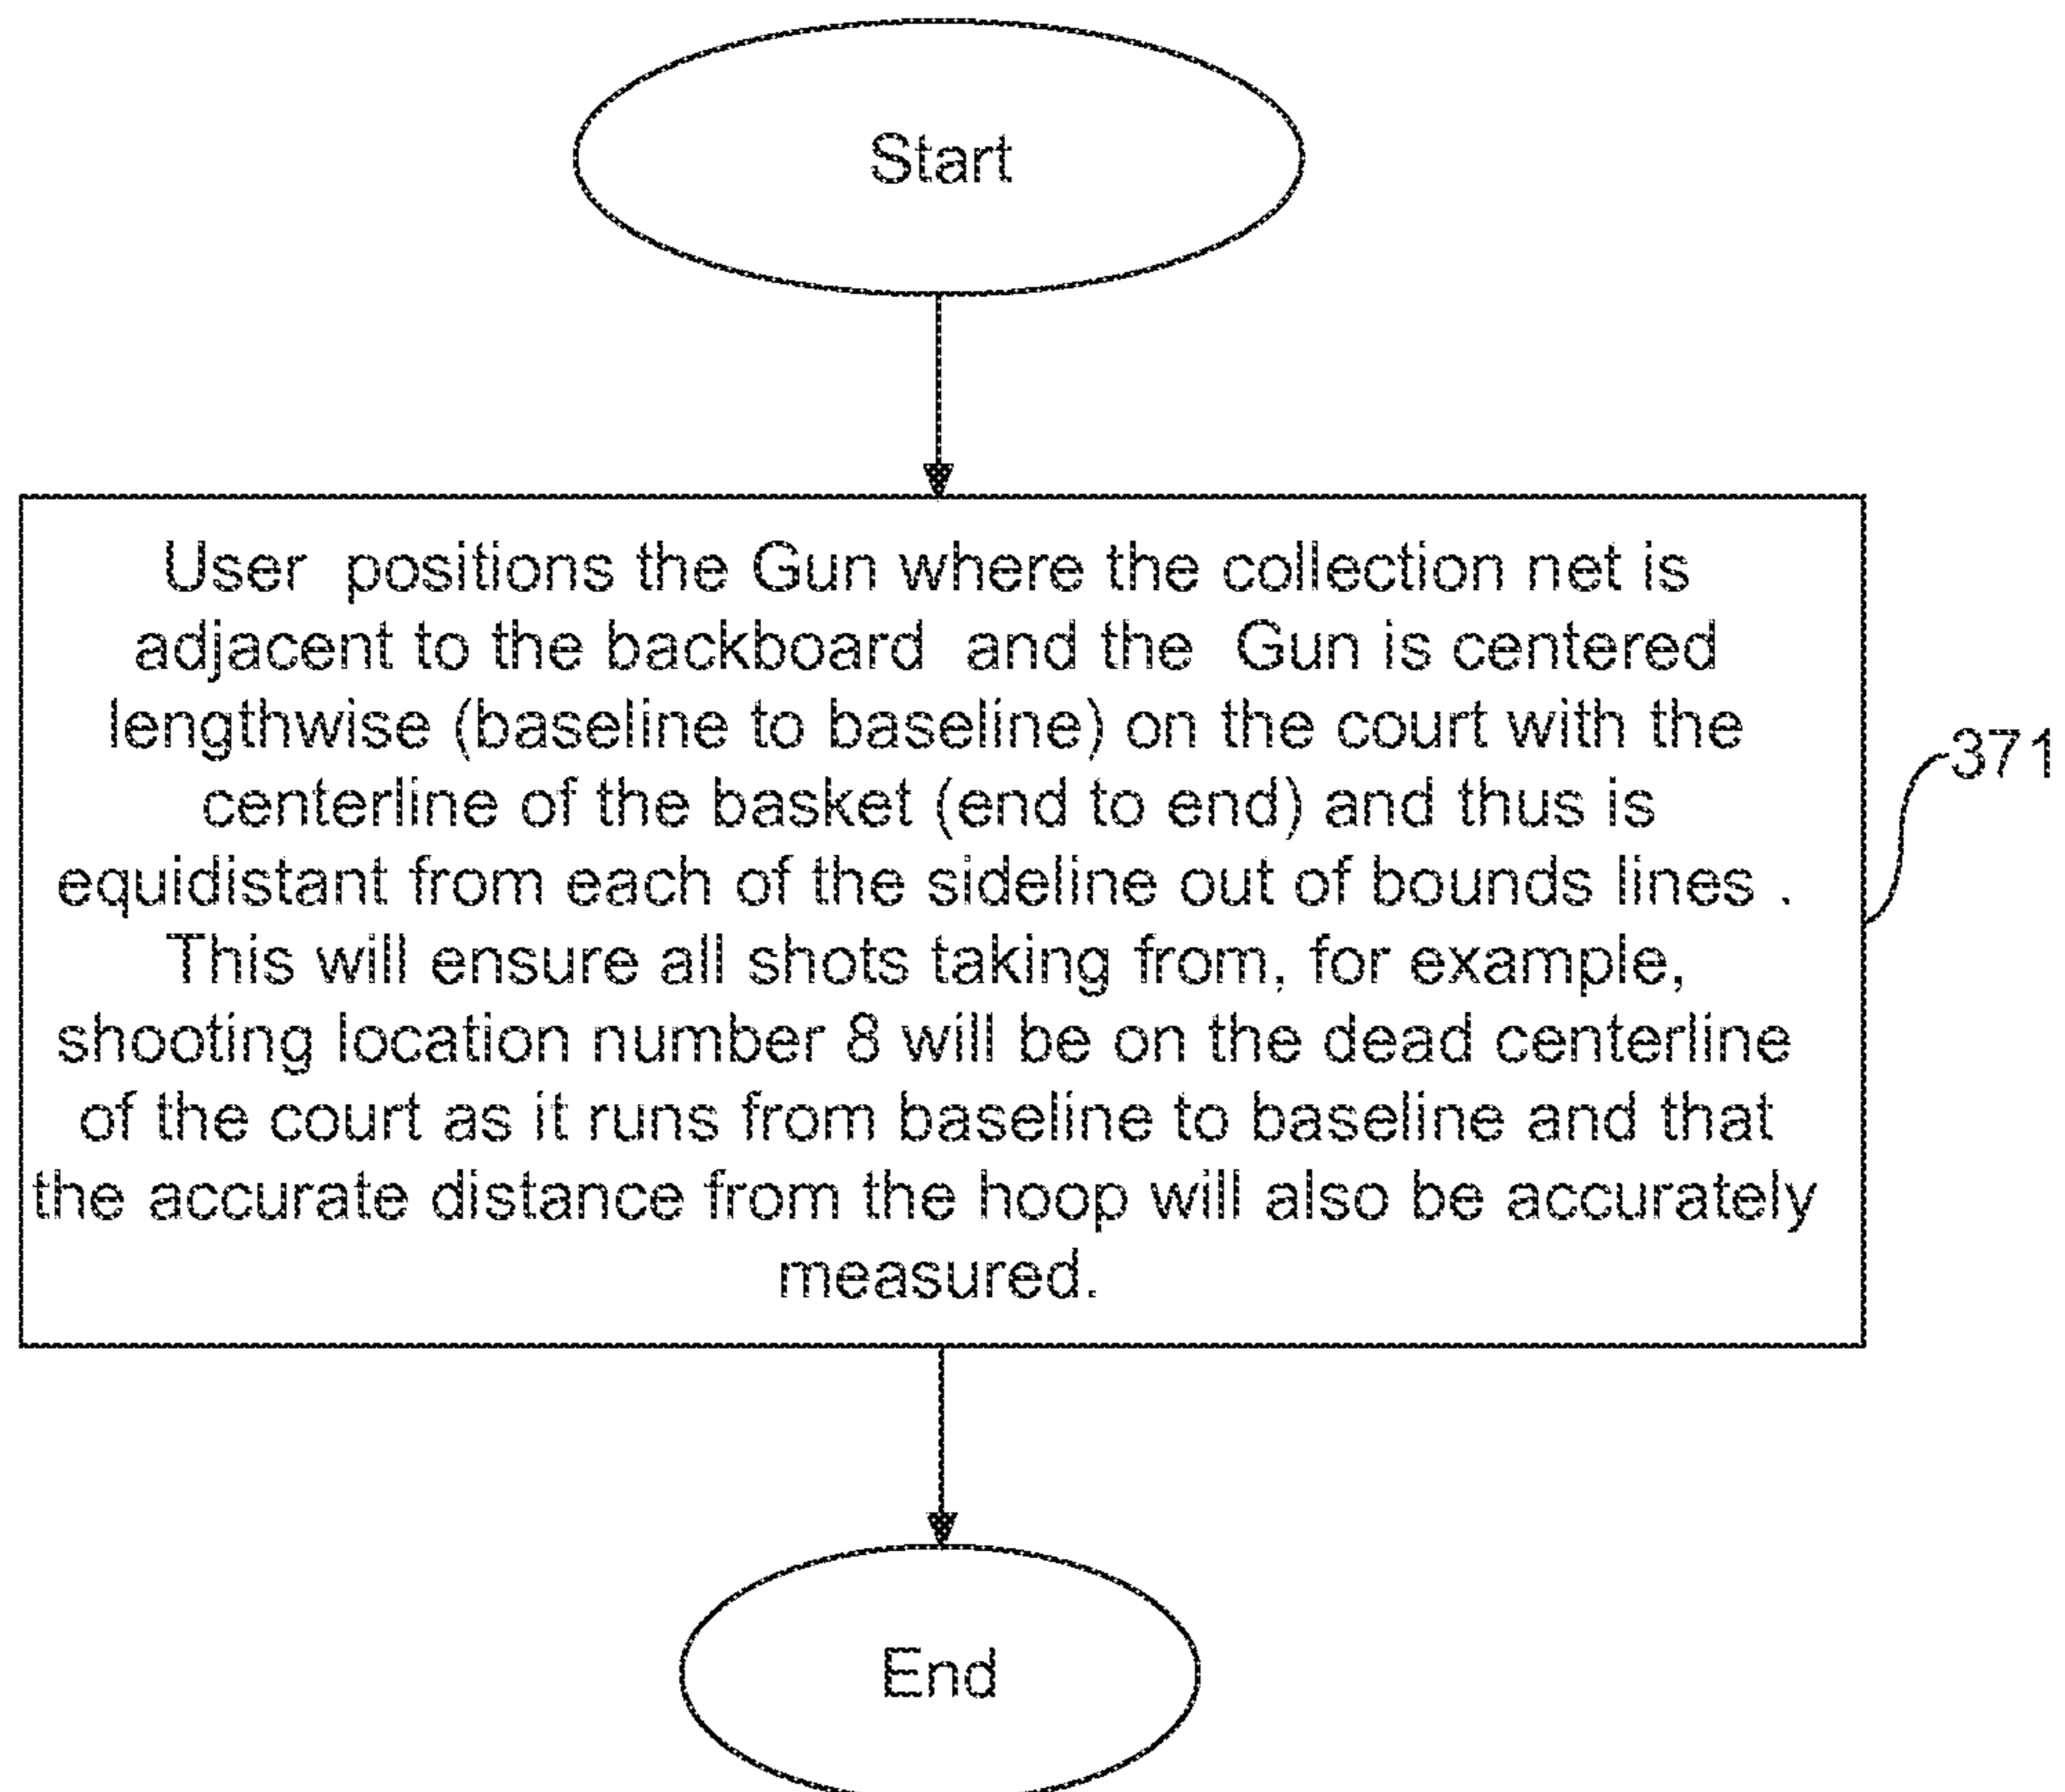 Start
User positions the Gun where the collection net is
adjacent to the backboard and the Gun is centered
lengthwise (baseline to baseline) on the court with the
centerline of the basket (end to end) and thus is
equidistant from each of the sideline out of bounds lines .
This will ensure all shots taking from, for example,
shooting location number 8 will be on the dead centerline
of the court as it runs from baseline to baseline and that
the accurate distance from the hoop will also be accurately
measured.
371
End